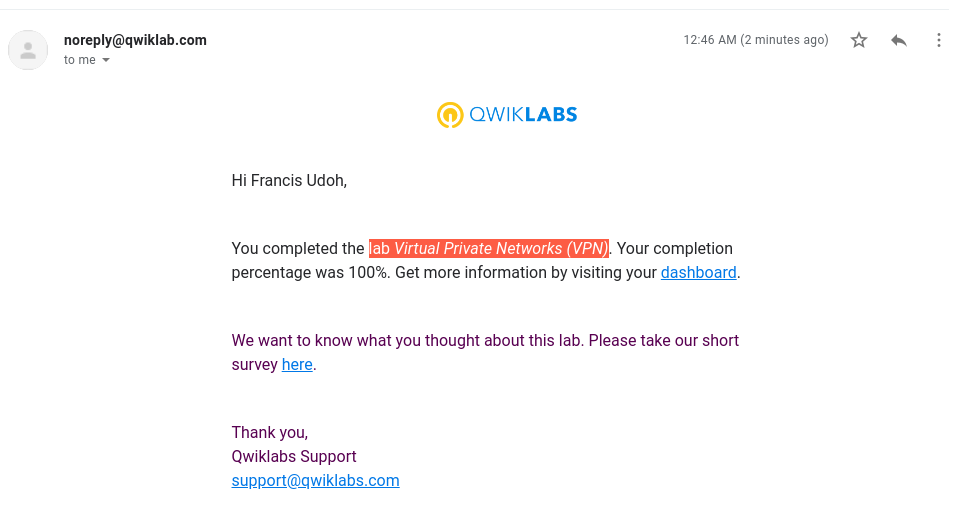 noreply@qwiklab.com
12:46 AM (2 minutes ago)
to me
QWIKLABS
Hi Francis Udoh,
You completed the lab Virtual Private Networks (VPN). Your completion
percentage was 100%. Get more information by visiting your dashboard.
We want to know what you thought about this lab. Please take our short
survey here.
Thank you,
Qwiklabs Support
support@qwiklabs.com